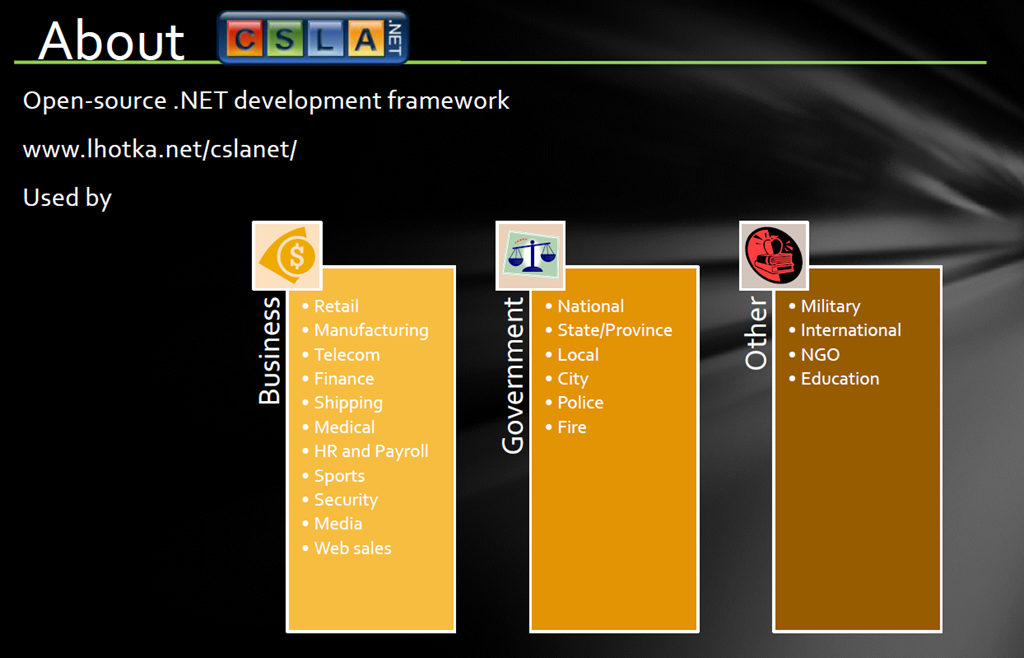 About CSLA .NET
Open-source .NET development framework
www.lhotka.net/cslanet/
Used by
$
Business
• Retail
• Manufacturing
• Telecom
• Finance
• Shipping
• Medical
• HR and Payroll
• Sports
• Security
• Media
• Web sales
Government
• National
• State/Province
• Local
• City
• Police
• Fire
Other
• Military
• International
• NGO
• Education